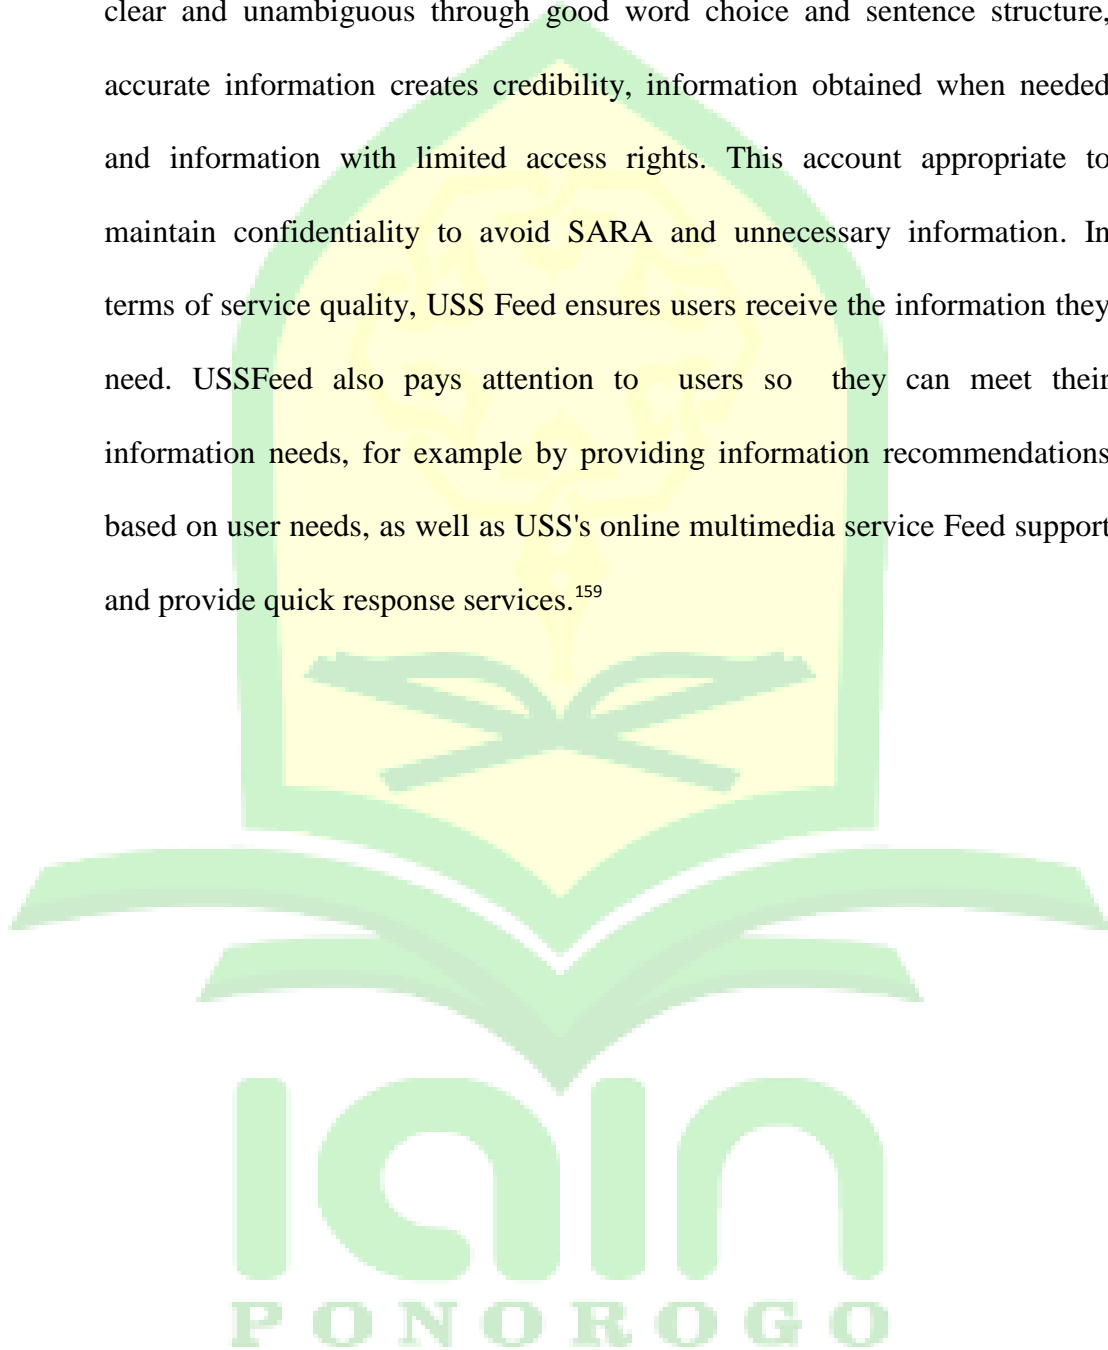 clear and unambiguous through good word choice and sentence structure,
accurate information creates credibility, information obtained when needed
and information with limited access rights. This account appropriate to
maintain confidentiality to avoid SARA and unnecessary information. In
terms of service quality, USS Feed ensures users receive the information they
need. USSFeed also pays attention to users so they can meet their
information needs, for example by providing information recommendations
based on user needs, as well as USS's online multimedia service Feed support
and provide quick response services.159
iain
PONOROGO